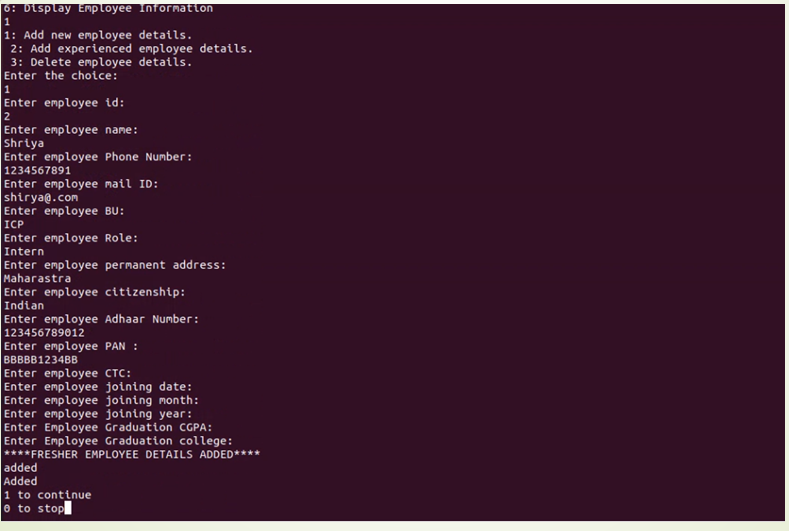 6: Display Employee Information
1
1: Add new employee details.
2: Add experienced employee details.
3: Delete employee details.
Enter the choice:
1
Enter employee id:
2
Enter employee name:
Shriya
Enter employee Phone Number:
1234567891
Enter employee mail ID:
shirya@.com
Enter employee BU:
ICP
Enter employee Role:
Intern
Enter employee permanent address:
Maharastra
Enter employee citizenship:
Indian
Enter employee Adhaar Number:
123456789012
Enter employee PAN :
BBBBB1234BB
Enter employee CTC:
Enter employee joining date:
Enter employee joining month:
Enter employee joining year:
Enter Employee Graduation CGPA:
Enter Employee Graduation college:
****FRESHER EMPLOYEE DETAILS ADDED****
added
Added
1 to continue
0 to stop